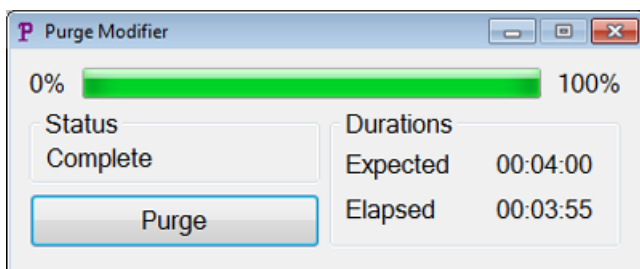 P Purge Modifier
0% 100%
Status
Complete
Purge
Durations
Expected 00:04:00
Elapsed 00:03:55